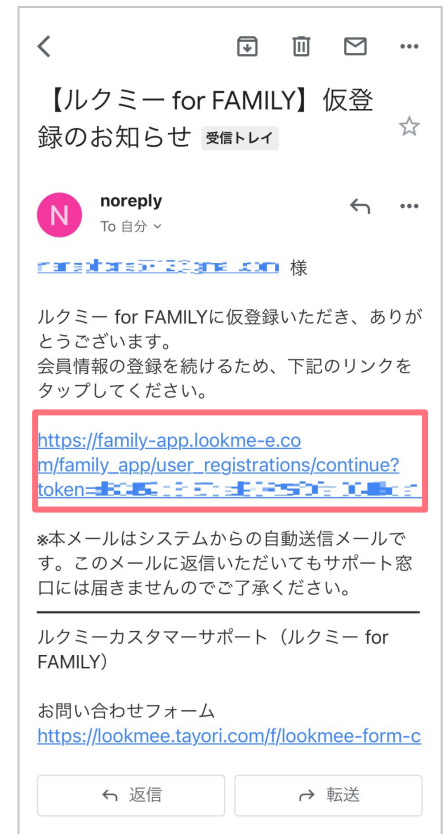 【ルクミー for FAMILY】仮登
録のお知らせ 受信トレイ
N
noreply
To 自分
様
ルクミー for FAMILYに仮登録いただき、ありが
とうございます。
会員情報の登録を続けるため、下記のリンクを
タップしてください。
https://family-app.lookme-e.co
m/family_app/user_registrations/continue?
token=
※本メールはシステムからの自動送信メールで
す。このメールに返信いただいてもサポート窓
口には届きませんのでご了承ください。
ルクミーカスタマーサポート（ルクミー for
FAMILY）
お問い合わせフォーム
https://lookmee.tayori.com/f/lookmee-form-c
返信
転送